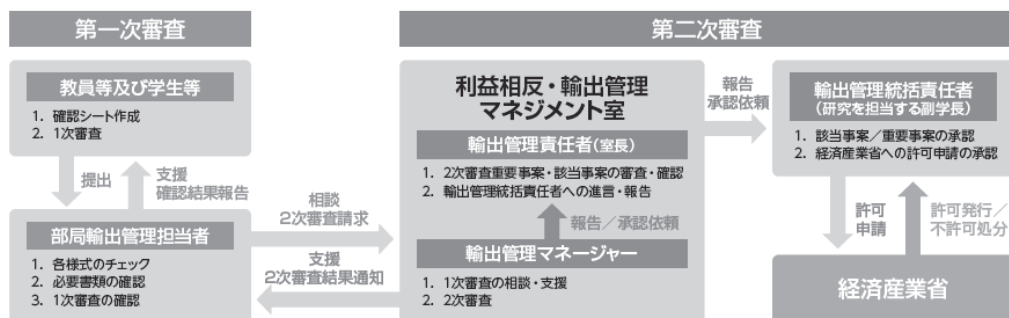 第一次審査
教員等及び学生等
1. 確認シート作成
2. 1次審査
提出
支援
確認結果報告
部局輸出管理担当者
1. 各様式のチェック
2. 必要書類の確認
3. 1次審査の確認
相談
2次審査請求
支援
2次審査結果通知
第二次審査
利益相反・輸出管理
マネジメント室
輸出管理責任者(室長)
1. 2次審査重要事案・該当事案の審査・確認
2. 輸出管理統括責任者への進言・報告
報告/承認依頼
輸出管理マネージャー
1. 1次審査の相談・支援
2. 2次審査
報告
承認依頼
輸出管理統括責任者
(研究を担当する副学長)
1. 該当事案/重要事案の承認
2. 経済産業省への許可申請の承認
許可
申請
許可発行/
不許可処分
経済産業省